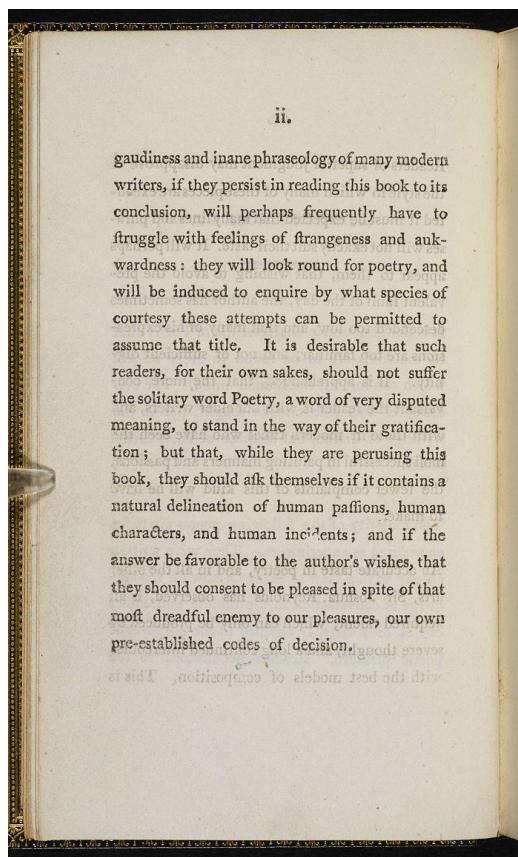 ii.
gaudiness and inane phraseology of many modern
writers, if they persist in reading this book to its
conclusion, will perhaps frequently have to
ſtruggle with feelings of ſtrangeness and auk-
wardness: they will look round for poetry, and
will be induced to enquire by what species of
courtesy these attempts can be permitted to
assume that title. It is desirable that such
readers, for their own sakes, should not suffer
the solitary word Poetry, a word of very disputed
meaning, to stand in the way of their gratifica-
tion; but that, while they are perusing this
book, they should aſk themselves if it contains a
natural delineation of human paſſions, human
characters, and human incidents; and if the
answer be favorable to the author's wishes, that
they should consent to be pleased in spite of that
moſt dreadful enemy to our pleasures, our own
pre-established codes of decision.